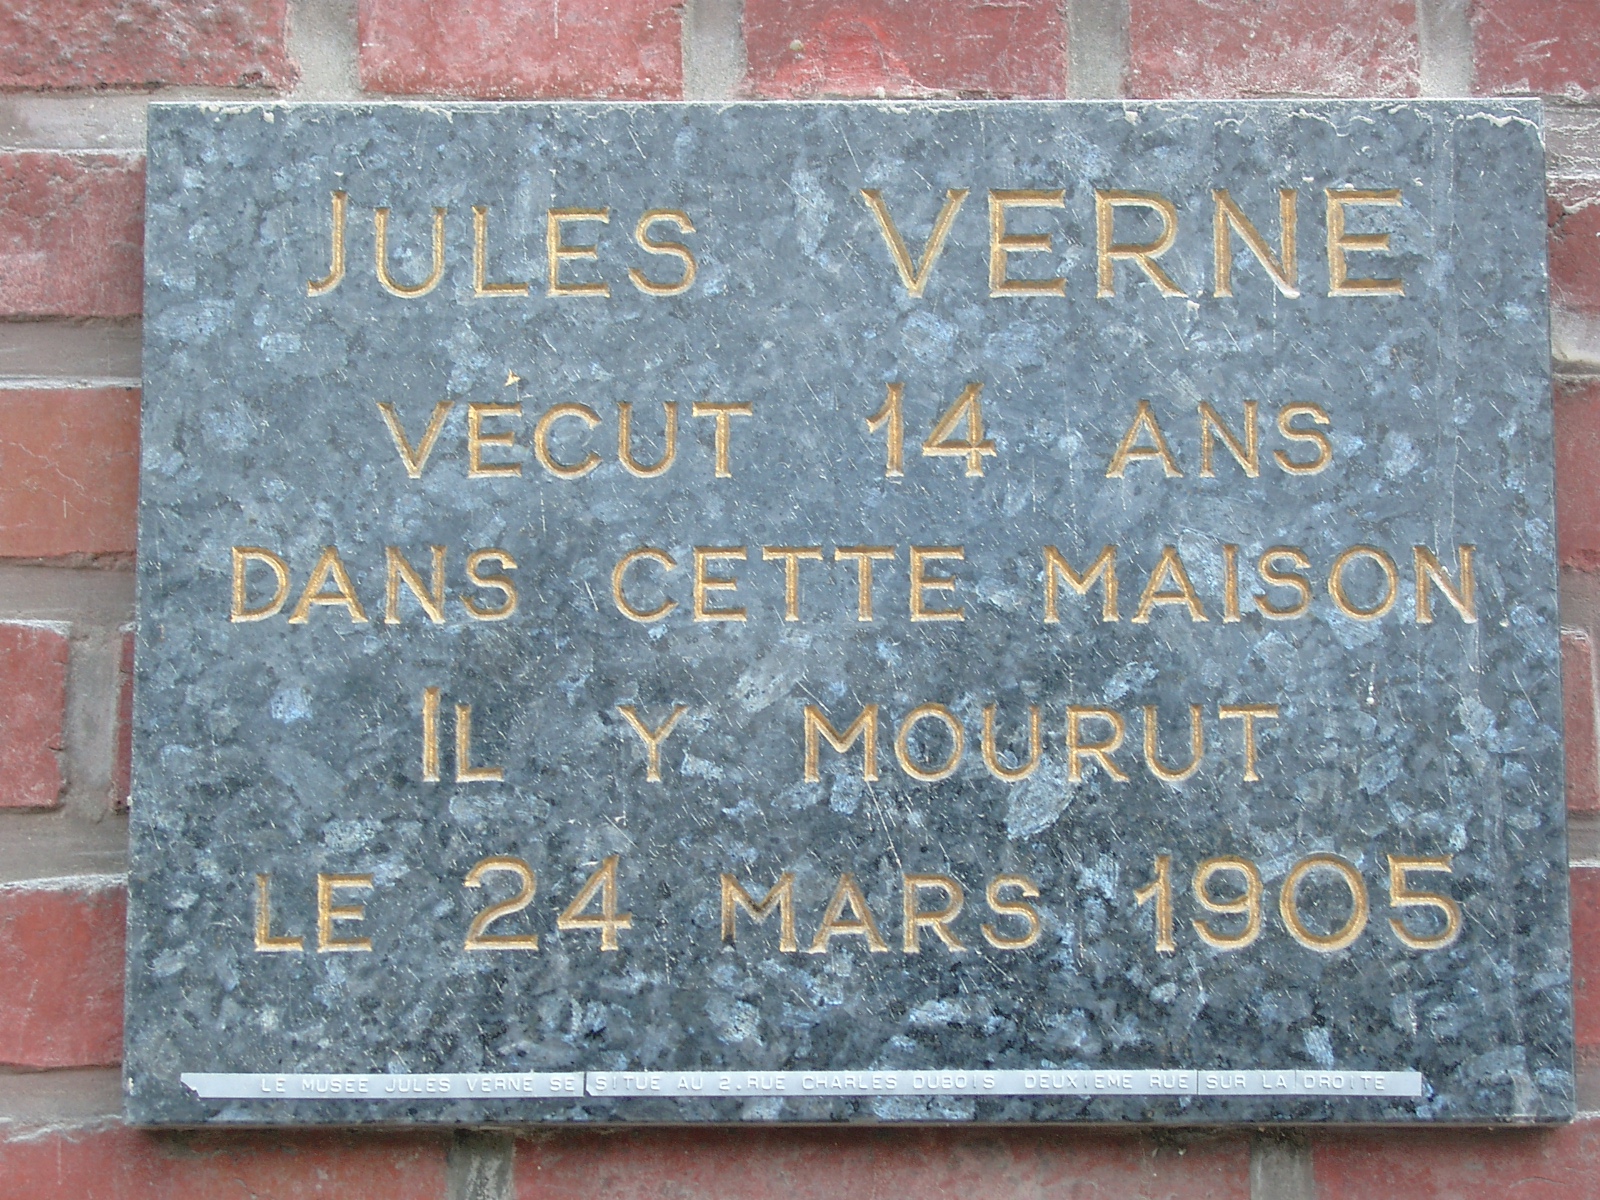 JULES VERNE
VÉCUT 14 ANS
DANS CETTE MAISON.
IL Y MOURUT
LE 24 MARS 1905
LE MUSEE JULES VERNE SE SITUE AU 2.RUE CHARLES DUBOIS DEUXIEME RUE SUR LA DROITE